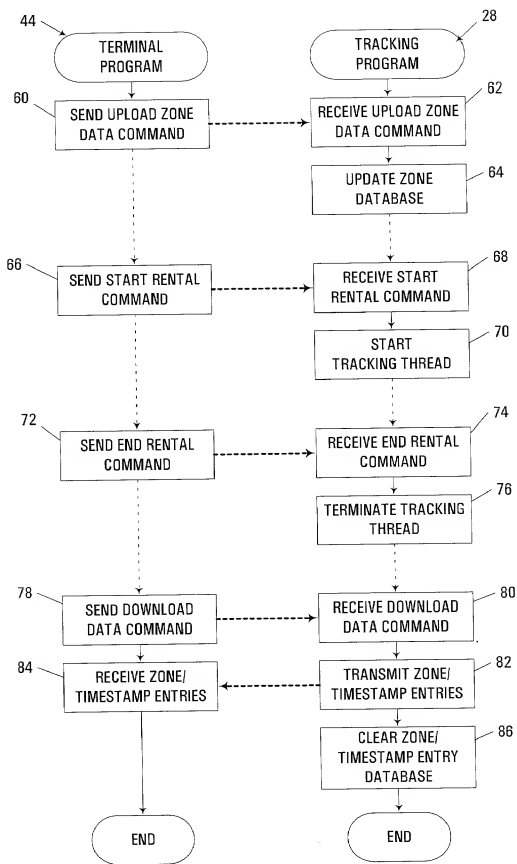 44
TERMINAL
PROGRAM
28
TRACKING
PROGRAM
60
SEND UPLOAD ZONE
DATA COMMAND
62
RECEIVE UPLOAD ZONE
DATA COMMAND
64
UPDATE ZONE
DATABASE
66
SEND START RENTAL
COMMAND
68
RECEIVE START
RENTAL COMMAND
70
START
TRACKING THREAD
72
SEND END RENTAL
COMMAND
74
RECEIVE END RENTAL
COMMAND
76
TERMINATE TRACKING
THREAD
78
SEND DOWNLOAD
DATA COMMAND
80
RECEIVE DOWNLOAD
DATA COMMAND
84
RECEIVE ZONE/
TIMESTAMP ENTRIES
82
TRANSMIT ZONE/
TIMESTAMP ENTRIES
86
CLEAR ZONE/
TIMESTAMP ENTRY
DATABASE
END
END